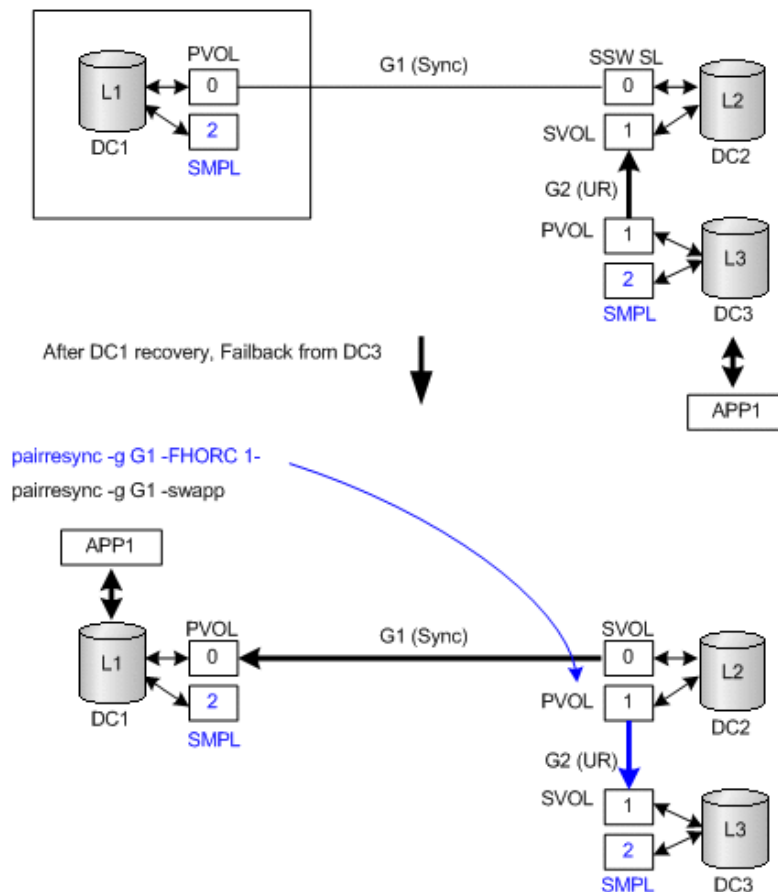 PVOL
G1 (Sync)
SSW SL
L1
0
0
L2
2
SVOL
1
DC1
SMPL
DC2
G2 (UR)
PVOL
1
L3
2
SMPL
DC3
After DC1 recovery, Failback from DC3
APP1
pairresync -g G1 -FHORC 1-
pairresync -g G1 -swapp
APP1
PVOL
G1 (Sync)
SVOL
L1
0
0
L2
2
PVOL
1
DC1
SMPL
DC2
G2 (UR)
SVOL
1
L3
2
SMPL
DC3